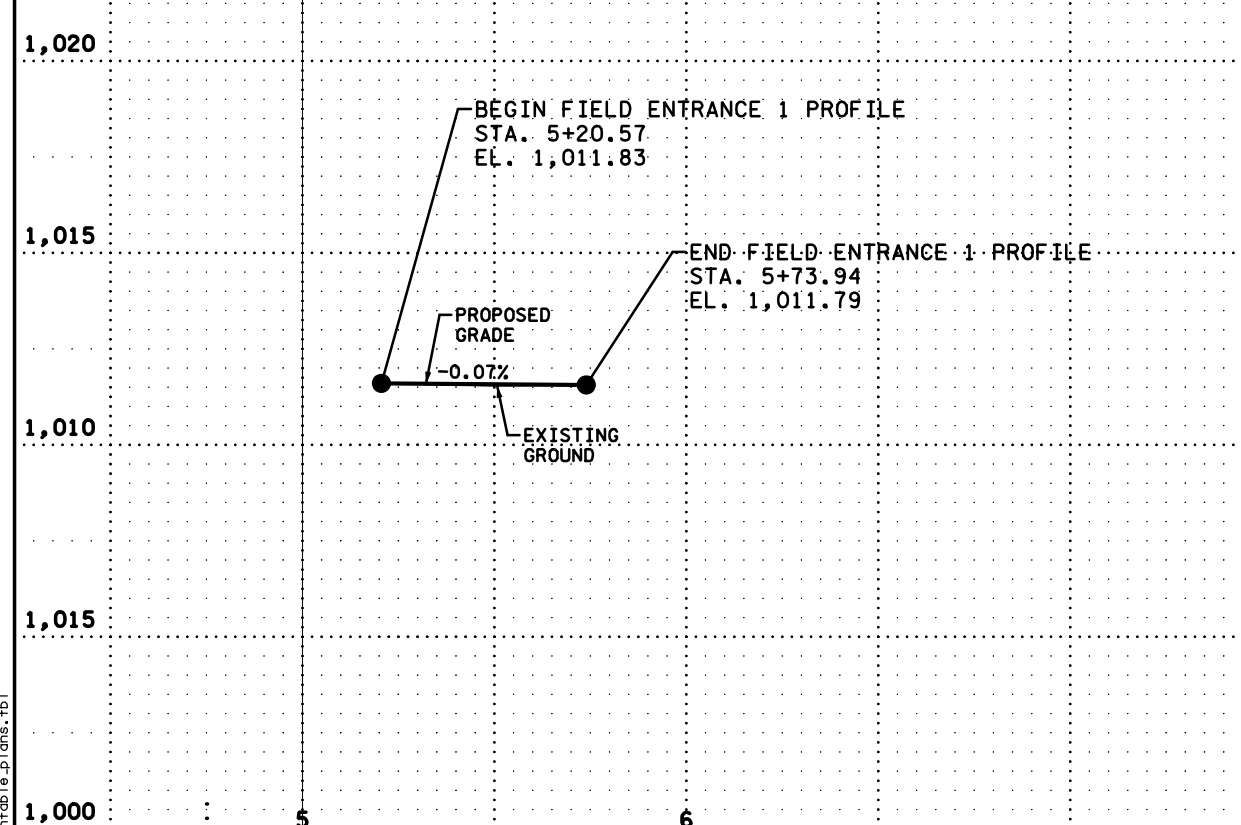 1,020
BEGIN FIELD ENTRANCE 1 PROFILE
STA. 5+20.57
EL. 1,011.83
1,015
END FIELD ENTRANCE 1 PROFILE
STA. 5+73.94
EL. 1,011.79
PROPOSED
GRADE
-0.07%
1,010
EXISTING
GROUND
1,015
1,000
5
6